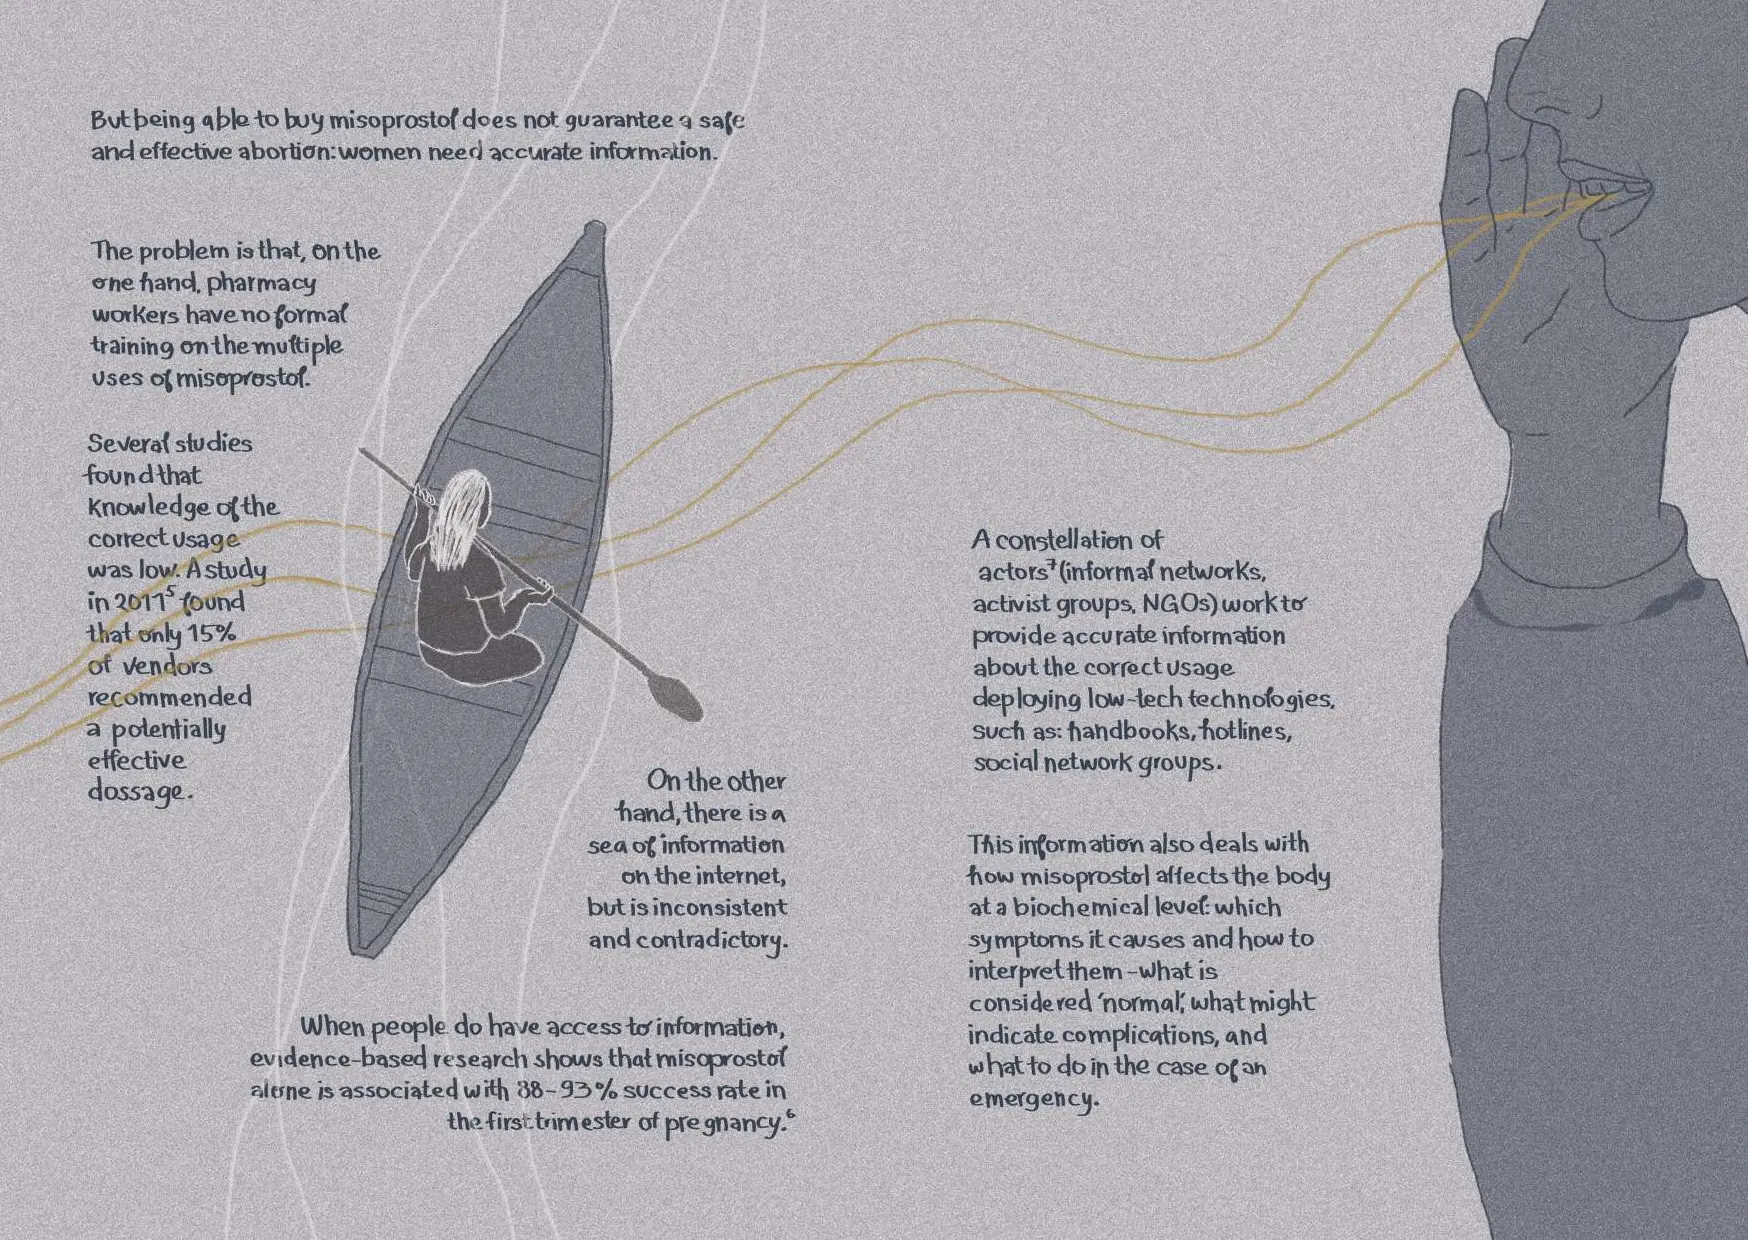 But being able to buy misoprostol does not guarantee a safe
and effective abortion: women need accurate information.
The problem is that, on the
one hand, pharmacy
workers have no formal
training on the multiple
uses of misoprostol.
Several studies
found that
knowledge of the
correct usage
was low. A study
in 2011⁵ found
that only 15%
of vendors
recommended
a potentially
effective
dossage.
On the other
hand, there is a
sea of information
on the internet,
but is inconsistent
and contradictory.
When people do have access to information,
evidence-based research shows that misoprostol
alone is associated with 88-93% success rate in
the first trimester of pregnancy.⁶
A constellation of
actors⁷ (informal networks,
activist groups, NGOs) work to
provide accurate information
about the correct usage
deploying low-tech technologies,
such as: handbooks, hotlines,
social network groups.
This information also deals with
how misoprostol affects the body
at a biochemical level: which
symptoms it causes and how to
interpret them - what is
considered 'normal', what might
indicate complications, and
what to do in the case of an
emergency.